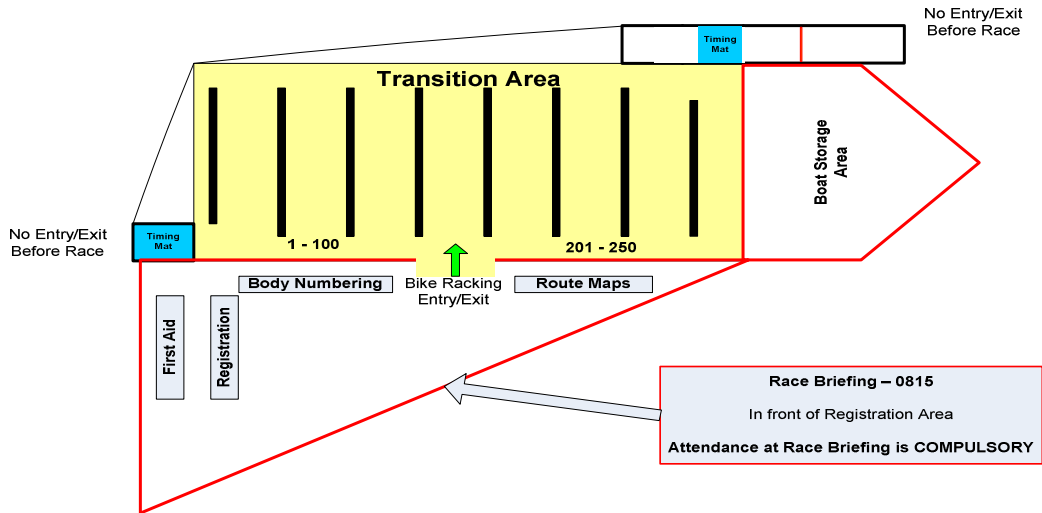 No Entry/Exit
Before Race
Timing
Mat
Transition Area
Boat Storage
Area
No Entry/Exit
Before Race
Timing
Mat
1 - 100
201 - 250
Body Numbering
Bike Racking
Entry/Exit
Route Maps
First Aid
Registration
Race Briefing – 0815
In front of Registration Area
Attendance at Race Briefing is COMPULSORY